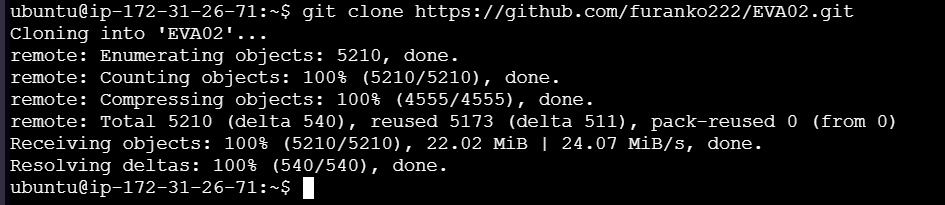 ubuntu@ip-172-31-26-71:~$ git clone https://github.com/furanko222/EVA02.git
Cloning into 'EVA02'...
remote: Enumerating objects: 5210, done.
remote: Counting objects: 100% (5210/5210), done.
remote: Compressing objects: 100% (4555/4555), done.
remote: Total 5210 (delta 540), reused 5173 (delta 511), pack-reused 0 (from 0)
Receiving objects: 100% (5210/5210), 22.02 MiB | 24.07 MiB/s, done.
Resolving deltas: 100% (540/540), done.
ubuntu@ip-172-31-26-71:~$